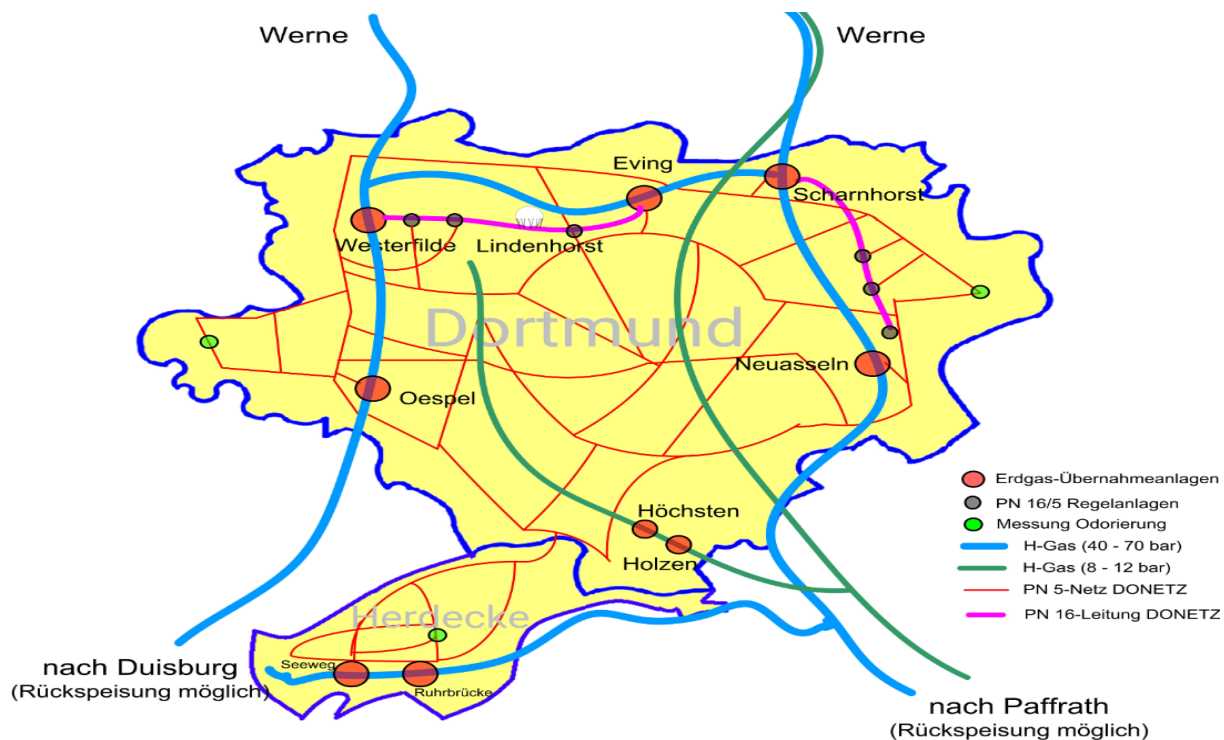 Werne
Werne
Eving
Scharnhorst
Westerfilde
Lindenhorst
Dortmund
Neuasseln
Oespel
Höchsten
Holzen
Herdecke
Seeweg
Ruhrbrücke
nach Duisburg
(Rückspeisung möglich)
nach Paffrath
(Rückspeisung möglich)
Erdgas-Übernahmeanlagen
PN 16/5 Regelanlagen
Messung Odorierung
H-Gas (40 - 70 bar)
H-Gas (8 - 12 bar)
PN 5-Netz DONETZ
PN 16-Leitung DONETZ